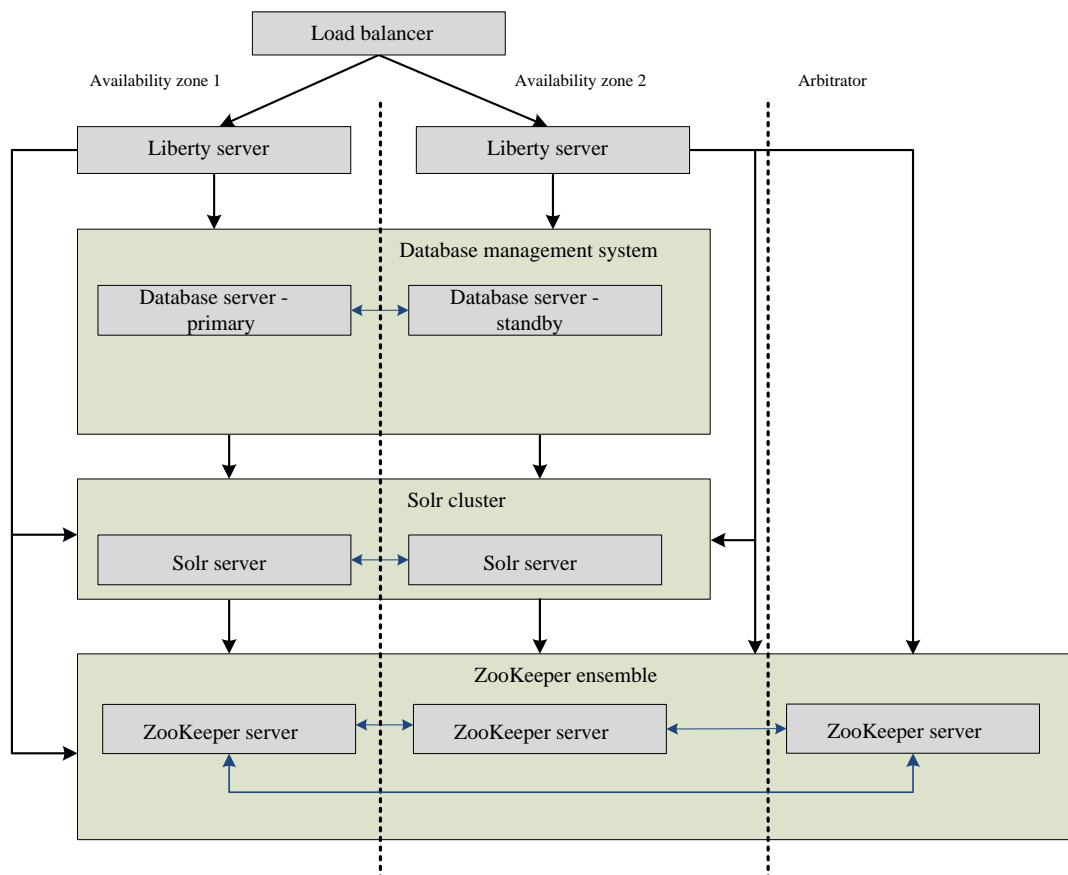 Load balancer
Availability zone 1
Availability zone 2
Arbitrator
Liberty server
Liberty server
Database management system
Database server -
primary
Database server -
standby
Solr cluster
Solr server
Solr server
ZooKeeper ensemble
ZooKeeper server
ZooKeeper server
ZooKeeper server